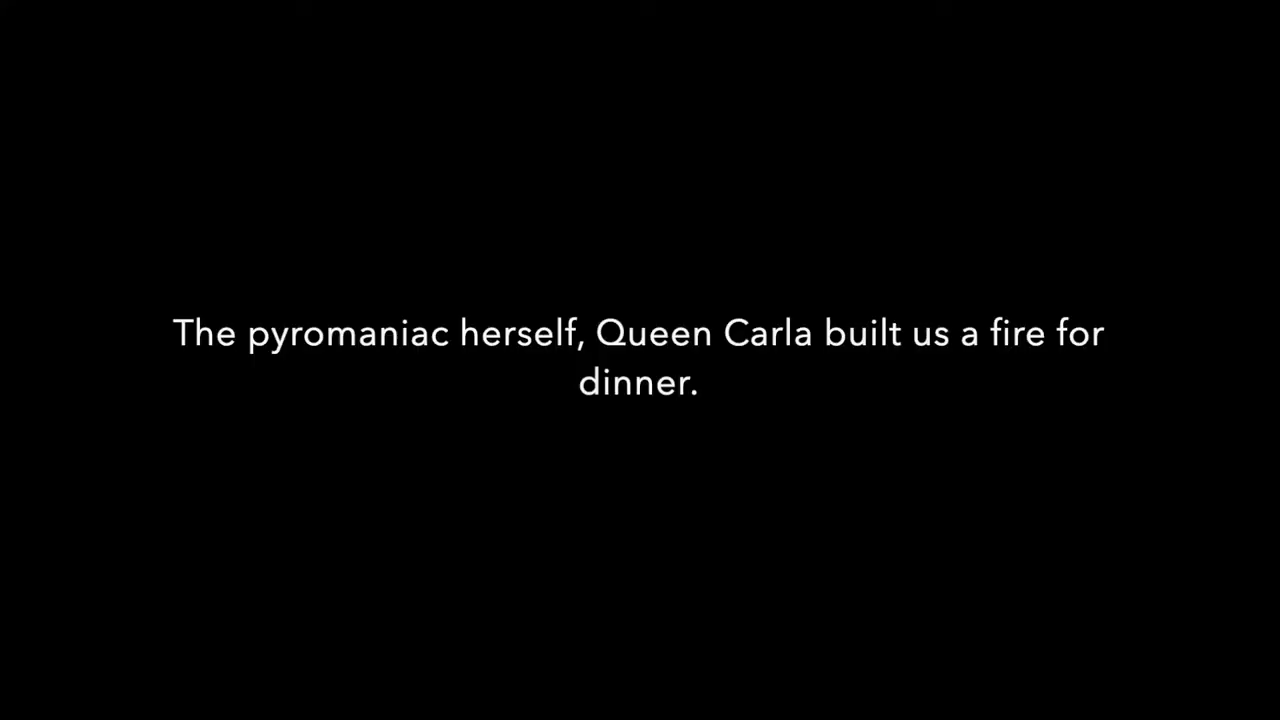 The pyromaniac herself, Queen Carla built us a fire for
dinner.